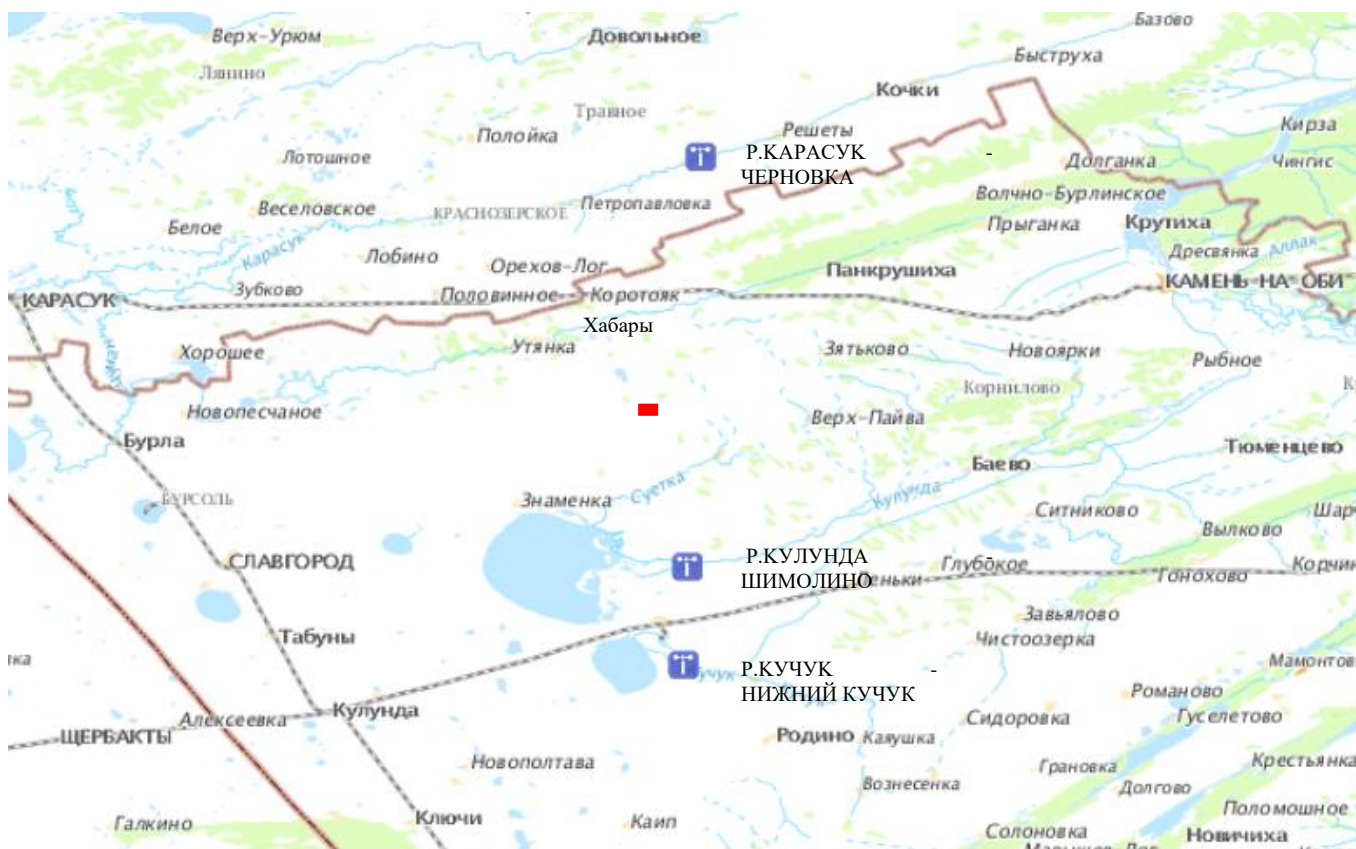 Базово
Верх-Урюм
Довольное
Быструха
Лянино
Кочки
Травное
Кирза
Полойка
Решеты
Р.КАРАСУК -
ЧЕРНОВКА
Лотошное
Долганка
Чингис
Волчно-Бурлинское
Веселовское
КРАСНОЗЕРСКОЕ
Петропавловка
Белое
Прыганка
Крутиха
Карасук
Лобино
Дресвянка
Аллак
Орехов-Лог
Панкрушиха
КАМЕНЬ-НА-ОБИ
Зубково
Половинное
Коротояк
КАРАСУК
Хабары
Хорошее
Утянка
Зятьково
Новоярки
Рыбное
Корнилово
Новопесчаное
Верх-Пайва
Бурла
Тюменцево
Баево
Суетка
Кулунда
Знаменка
БУРСОЛЬ
Ситниково
Вылково
СЛАВГОРОД
Р.КУЛУНДА -
ШИМОЛИНО
Глубокое
Гонохово
Завьялово
Табуны
Чистоозерка
Р.КУЧУК -
НИЖНИЙ КУЧУК
Романово
Алексеевка
Кулунда
Сидоровка
Гуселетово
ЩЕРБАКТЫ
Родино
Каяушка
Новополтава
Грановка
Крестьянка
Вознесенка
Долгово
Галкино
Ключи
Каип
Поломошное
Солоновка
Новичиха